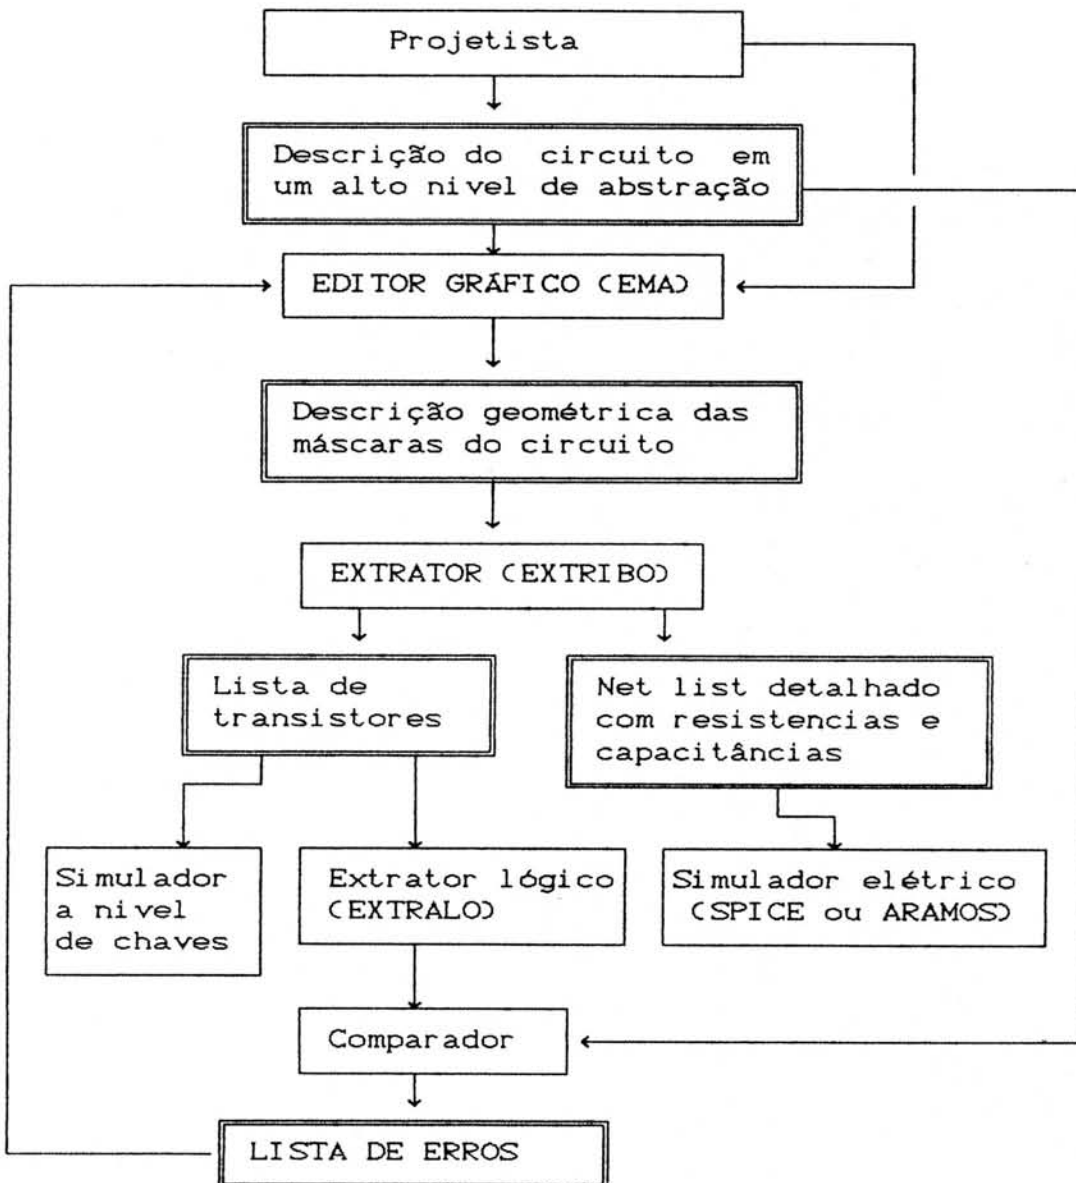 Projetista
Descrição do circuito em
um alto nivel de abstração
EDITOR GRÁFICO (EMA)
Descrição geométrica das
máscaras do circuito
EXTRATOR (EXTRIBO)
Lista de
transistores
Net list detalhado
com resistencias e
capacitâncias
Simulador
a nivel
de chaves
Extrator lógico
(EXTRALO)
Simulador elétrico
(SPICE ou ARAMOS)
Comparador
LISTA DE ERROS